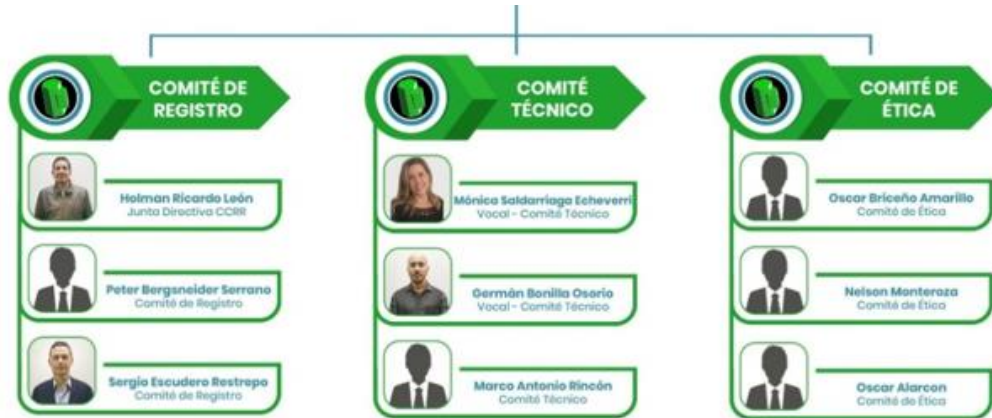 COMITÉ DE
REGISTRO
Holman Ricardo León
Junta Directiva CCRR
Peter Bergsneider Serrano
Comité de Registro
Sergio Escudero Restrepo
Comité de Registro
COMITÉ
TÉCNICO
Mónica Saldarriaga Echeverri
Vocal - Comité Técnico
Germán Bonilla Osorio
Vocal - Comité Técnico
Marco Antonio Rincón
Comité Técnico
COMITÉ DE
ÉTICA
Oscar Briceño Amarillo
Comité de Ética
Nelson Monteroza
Comité de Ética
Oscar Alarcon
Comité de Ética